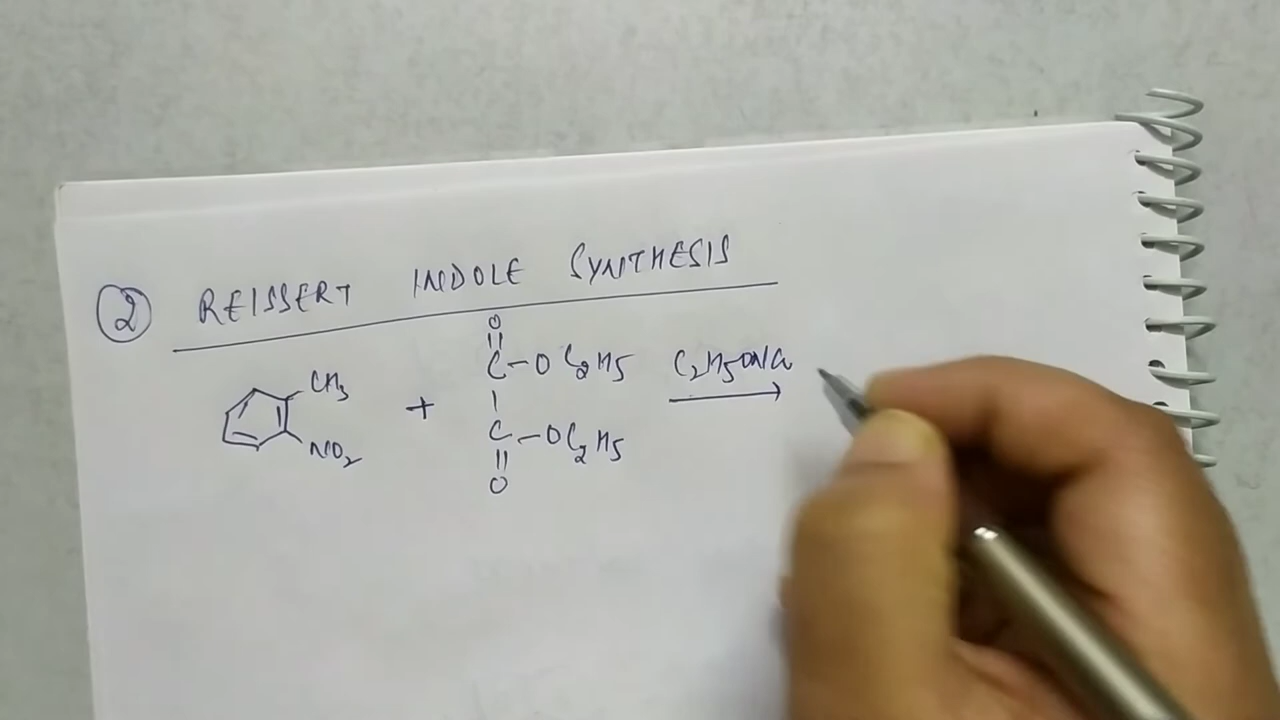 ② REISSERT INDOLE SYNTHESIS
O
C-OC₂H₅ C₂H₅ONa
CH₃ +
NO₂ C-OC₂H₅
O